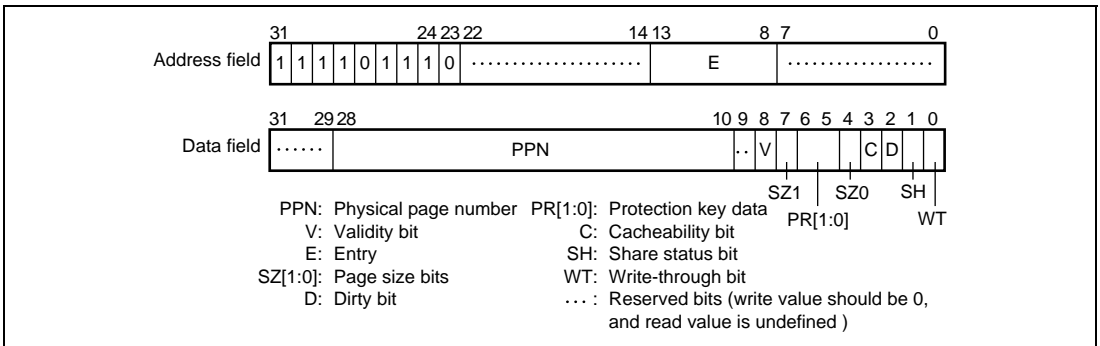 31 24 23 22 14 13 8 7 0
Address field 1 1 1 1 0 1 1 1 0 ..................... E .................
31 29 28 10 9 8 7 6 5 4 3 2 1 0
Data field ...... PPN .. V C D
SZ1 SZ0 SH
PR[1:0] WT
PPN: Physical page number PR[1:0]: Protection key data
V: Validity bit C: Cacheability bit
E: Entry SH: Share status bit
SZ[1:0]: Page size bits WT: Write-through bit
D: Dirty bit ... : Reserved bits (write value should be 0,
and read value is undefined )